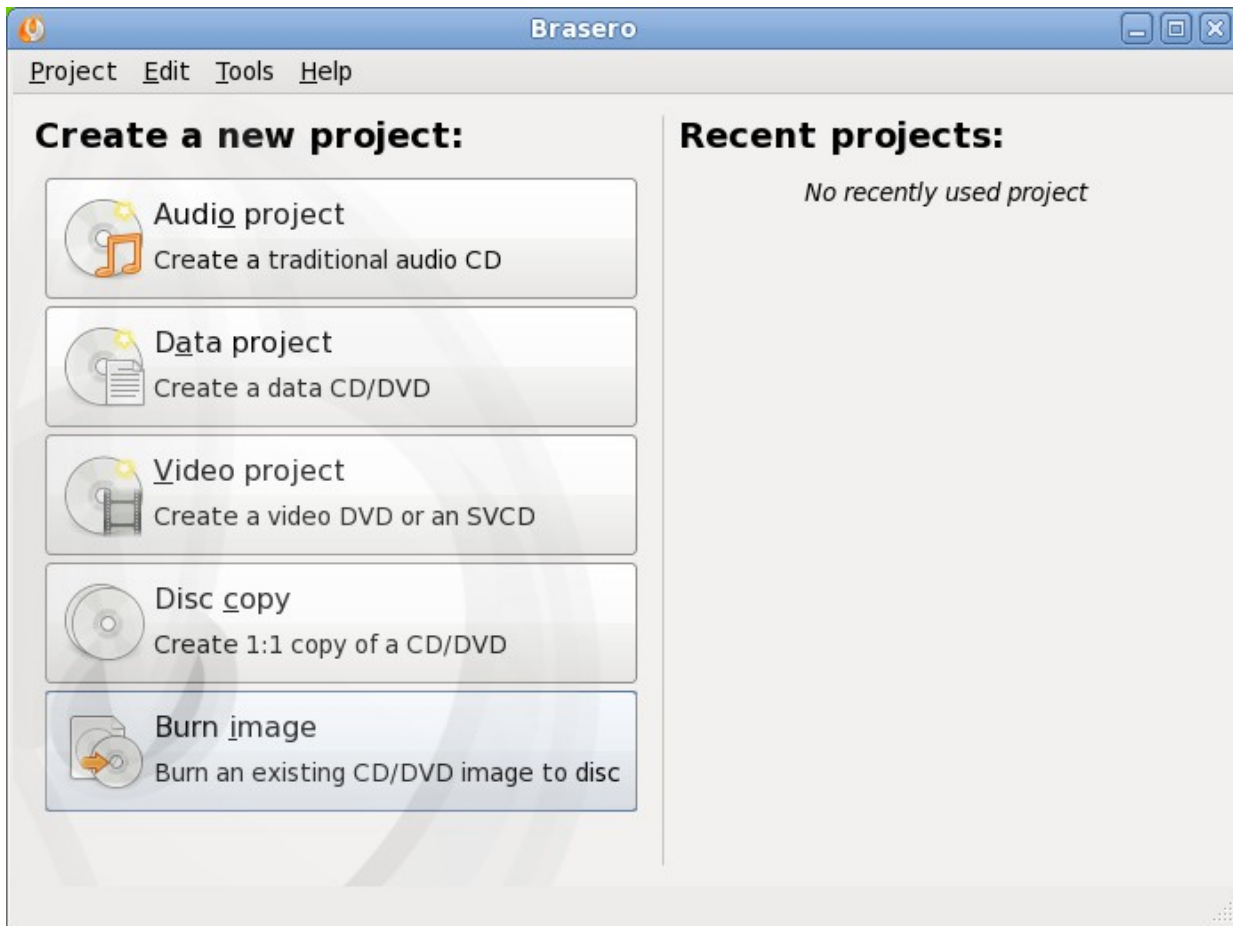 Brasero
Project Edit Tools Help
Create a new project:
Audio project
Create a traditional audio CD
Data project
Create a data CD/DVD
Video project
Create a video DVD or an SVCD
Disc copy
Create 1:1 copy of a CD/DVD
Burn image
Burn an existing CD/DVD image to disc
Recent projects:
No recently used project